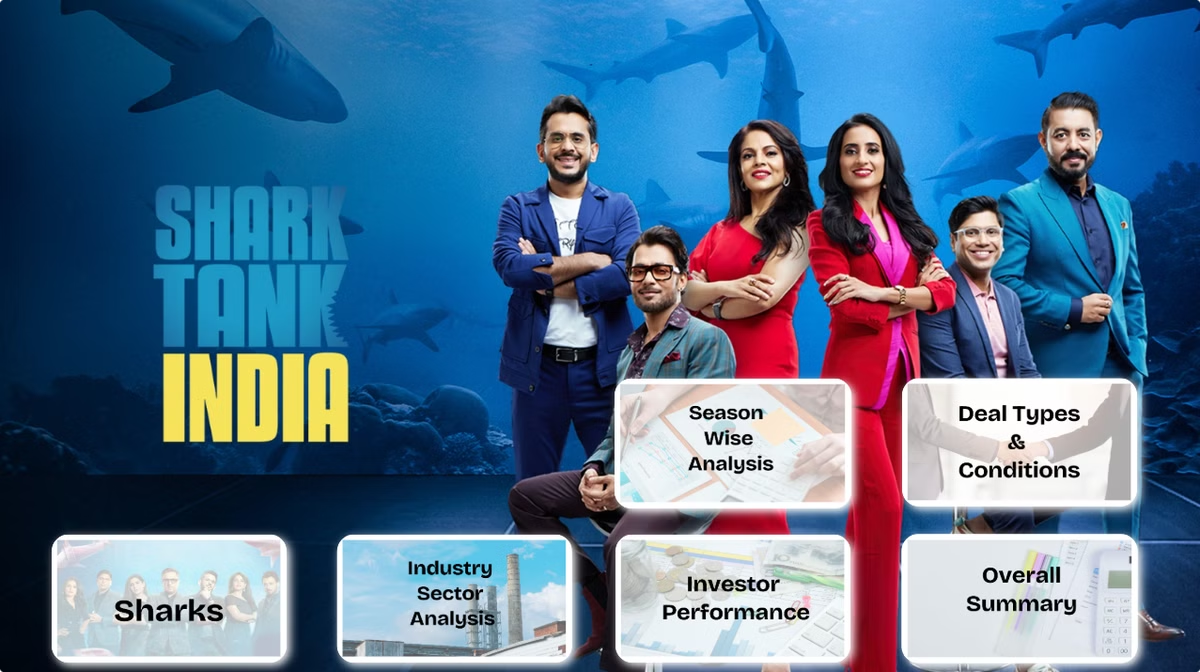 SHARK
TANK
INDIA
Season
Wise
Analysis
Deal Types
&
Conditions
Sharks
Industry
Sector
Analysis
Investor
Performance
Overall
Summary